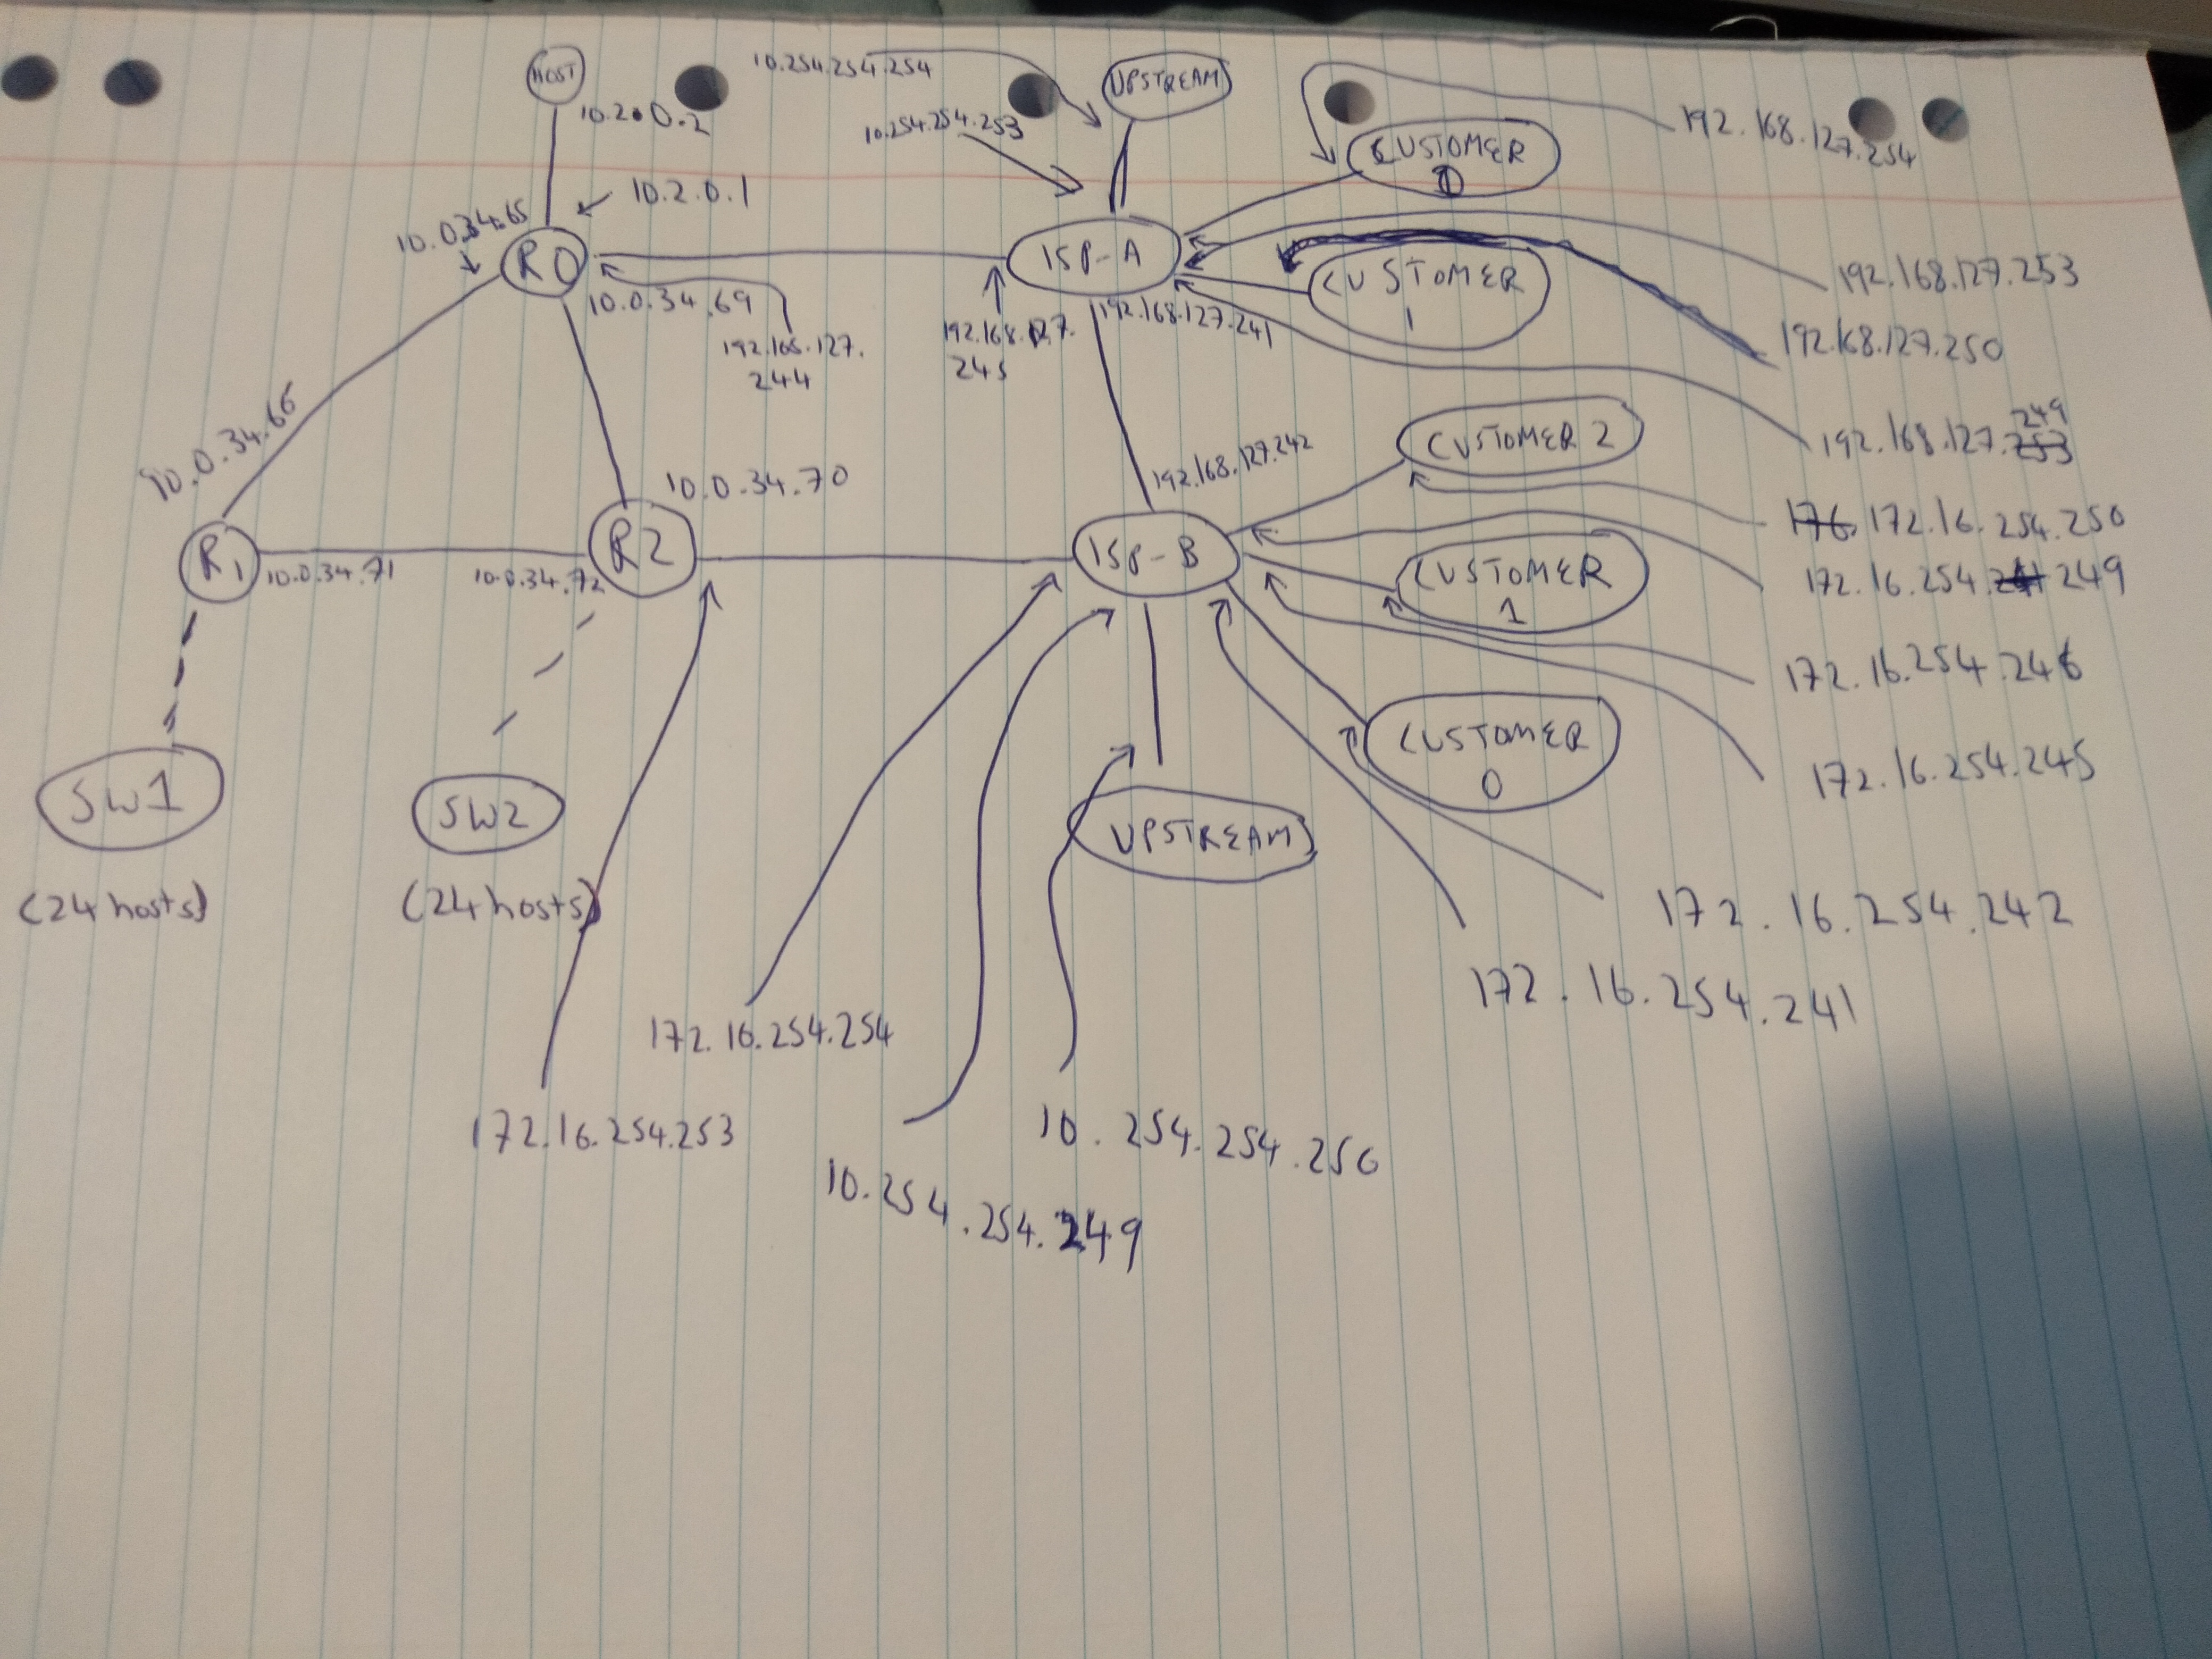 HOST
10.2.0.2
10.254.254.254
10.254.254.253
UPSTREAM
CUSTOMER
0
192.168.127.254
10.2.0.1
10.0.34.65
R0
10.0.34.69
192.168.127.
244
ISP-A
192.168.127.
245
192.168.127.241
CUSTOMER
1
192.168.127.253
192.168.127.250
192.168.127.253
249
10.0.34.66
R1
10.0.34.71
10.0.34.72
R2
10.0.34.70
192.168.127.242
ISP-B
CUSTOMER 2
176. 172.16.254.250
172.16.254.241 249
CUSTOMER
1
172.16.254.246
172.16.254.245
CUSTOMER
0
SW1
(24 hosts)
SW2
(24 hosts)
UPSTREAM
172.16.254.242
172.16.254.241
172.16.254.254
172.16.254.253
10.254.254.250
10.254.254.249